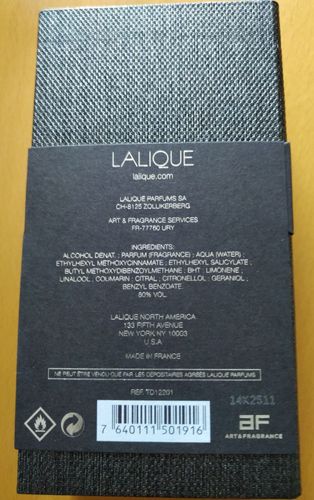 LALIQUE
lalique.com
LALIQUE PARFUMS SA
CH-8125 ZOLLIKERBERG
ART & FRAGRANCE SERVICES
FR-77760 URY
INGREDIENTS:
ALCOHOL DENAT. ; PARFUM (FRAGRANCE) ; AQUA (WATER) ;
ETHYLHEXYL METHOXYCINNAMATE ; ETHYLHEXYL SALICYLATE ;
BUTYL METHOXYDIBENZOYLMETHANE ; BHT ; LIMONENE ;
LINALOOL ; COUMARIN ; CITRAL ; CITRONELLOL ; GERANIOL ;
BENZYL BENZOATE
80% VOL.
LALIQUE NORTH AMERICA
133 FIFTH AVENUE
NEW YORK NY 10003
U.S.A
MADE IN FRANCE
NE PEUT ÊTRE VENDU QUE PAR LES DÉPOSITAIRES AGRÉÉS LALIQUE PARFUMS
REF. TD12201
14X2511
7 640111 501916
AF
ART&FRAGRANCE